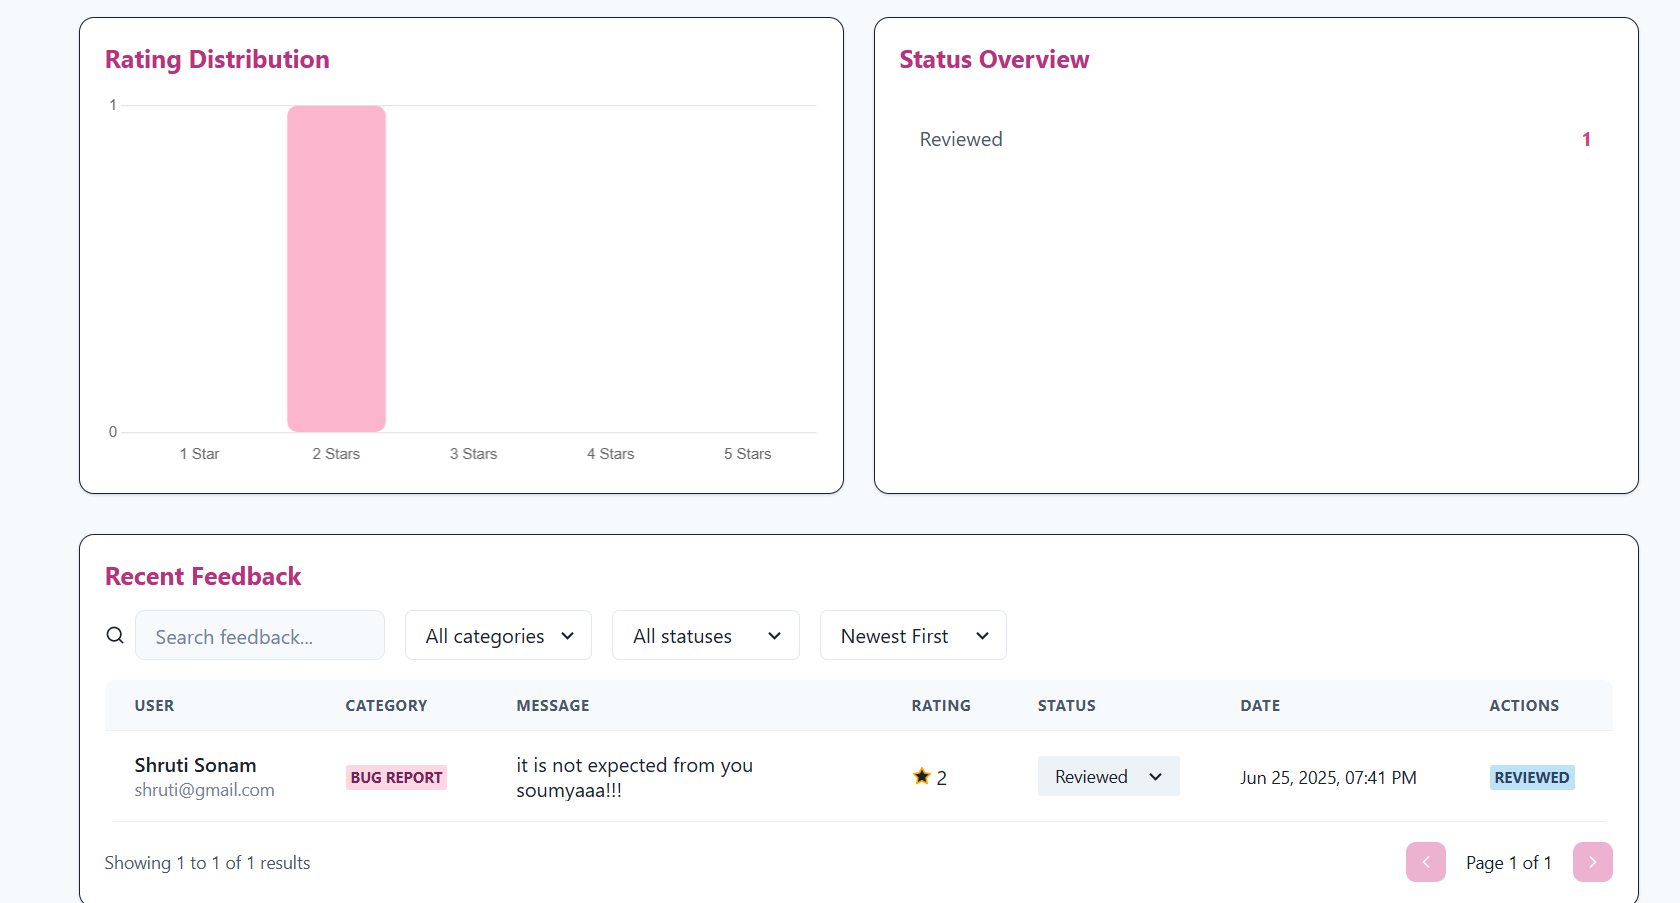 Rating Distribution
1
0
1 Star
2 Stars
3 Stars
4 Stars
5 Stars
Status Overview
Reviewed 1
Recent Feedback
Search feedback...
All categories
All statuses
Newest First
USER CATEGORY MESSAGE RATING STATUS DATE ACTIONS
Shruti Sonam
shruti@gmail.com
BUG REPORT
it is not expected from you
soumyaaa!!!
2
Reviewed
Jun 25, 2025, 07:41 PM
REVIEWED
Showing 1 to 1 of 1 results
Page 1 of 1